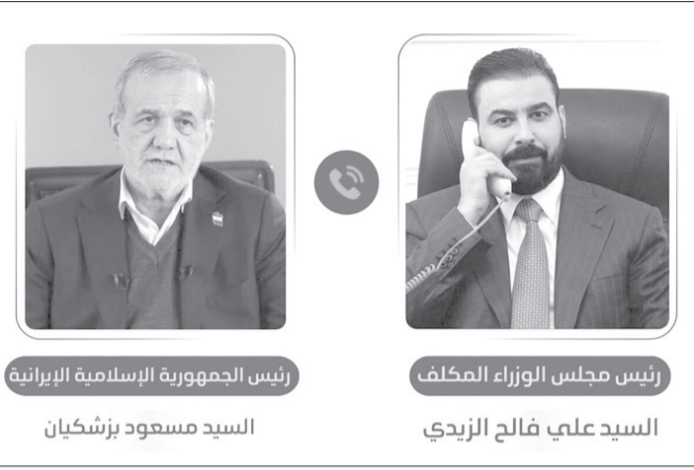 رئيس مجلس الوزراء المكلف
السيد علي فالح الزيدي
رئيس الجمهورية الإسلامية الإيرانية
السيد مسعود بزشكيان